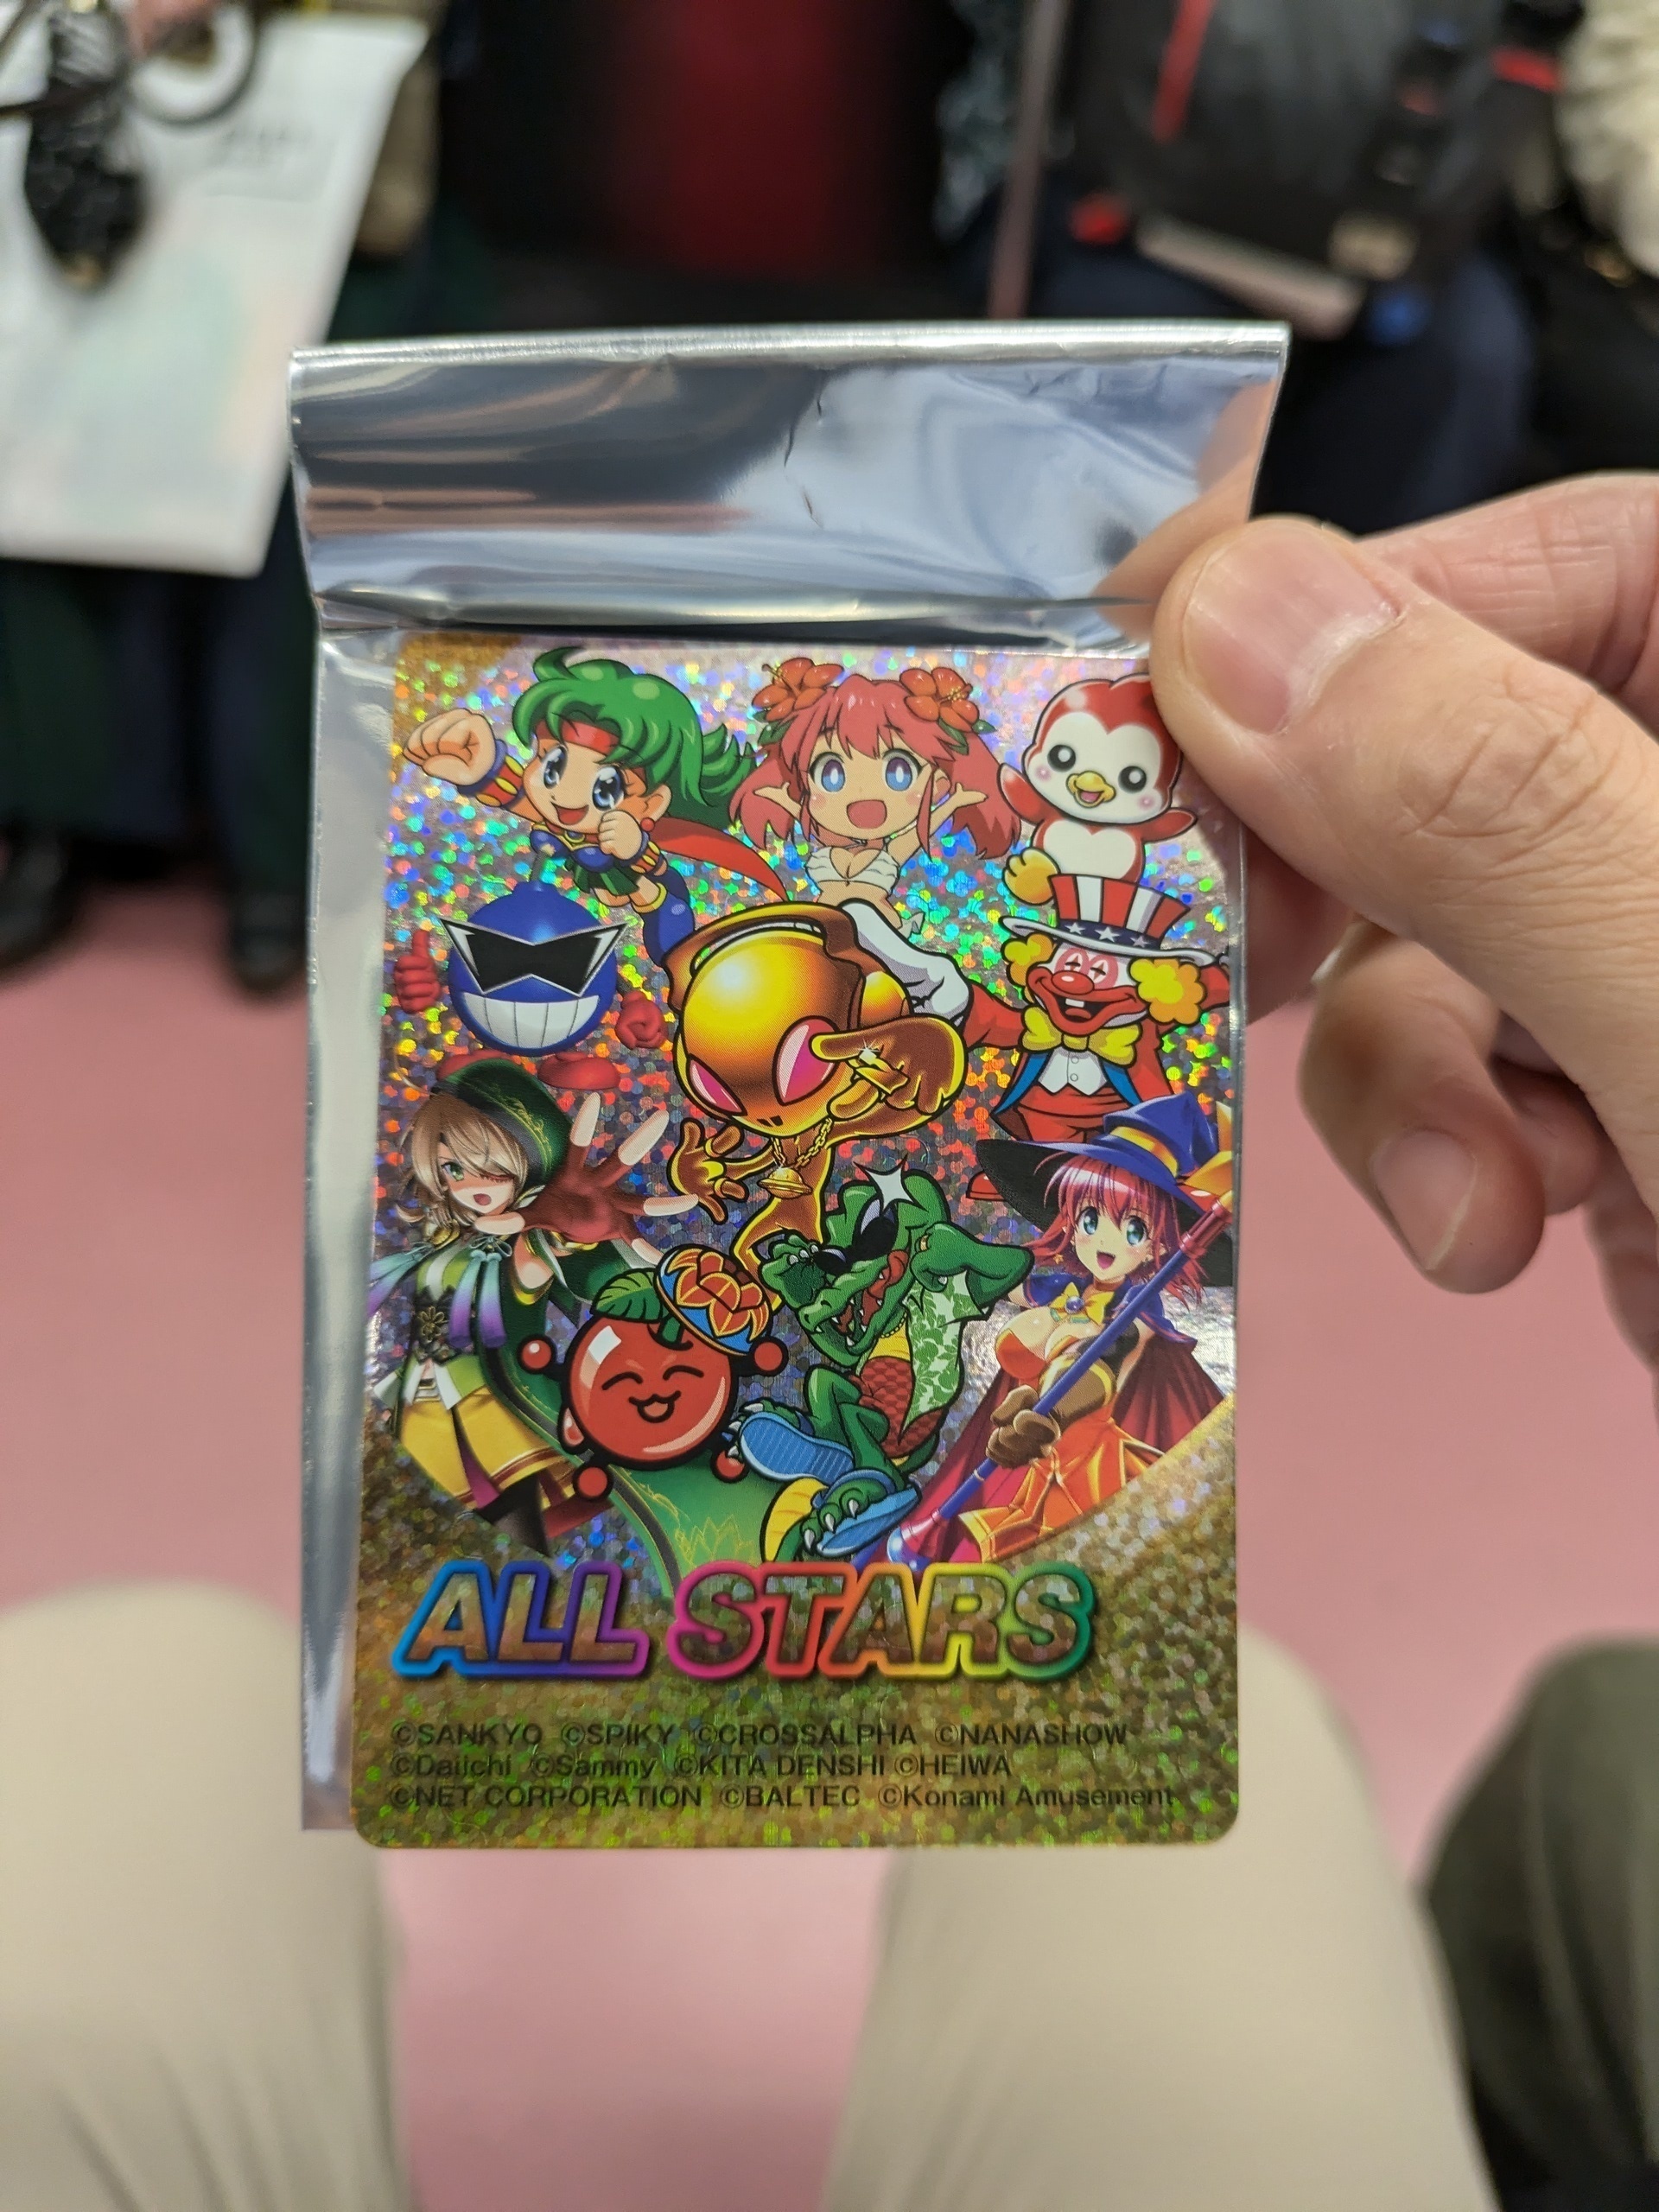 ALL STARS
©SANKYO ©SPIKY ©CROSSALPHA ©NANASHOW
©Daiichi ©Sammy ©KITA DENSHI ©HEIWA
©NET CORPORATION ©BALTEC ©Konami Amusement